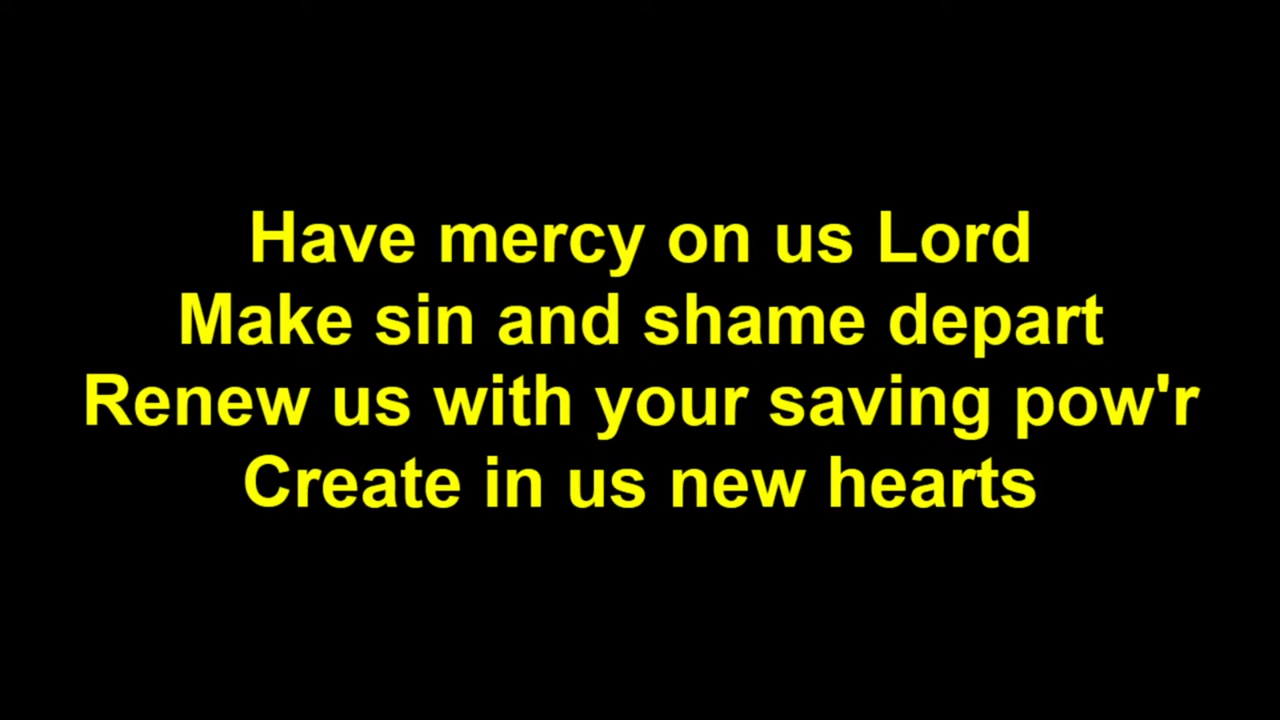 Have mercy on us Lord
Make sin and shame depart
Renew us with your saving pow'r
Create in us new hearts